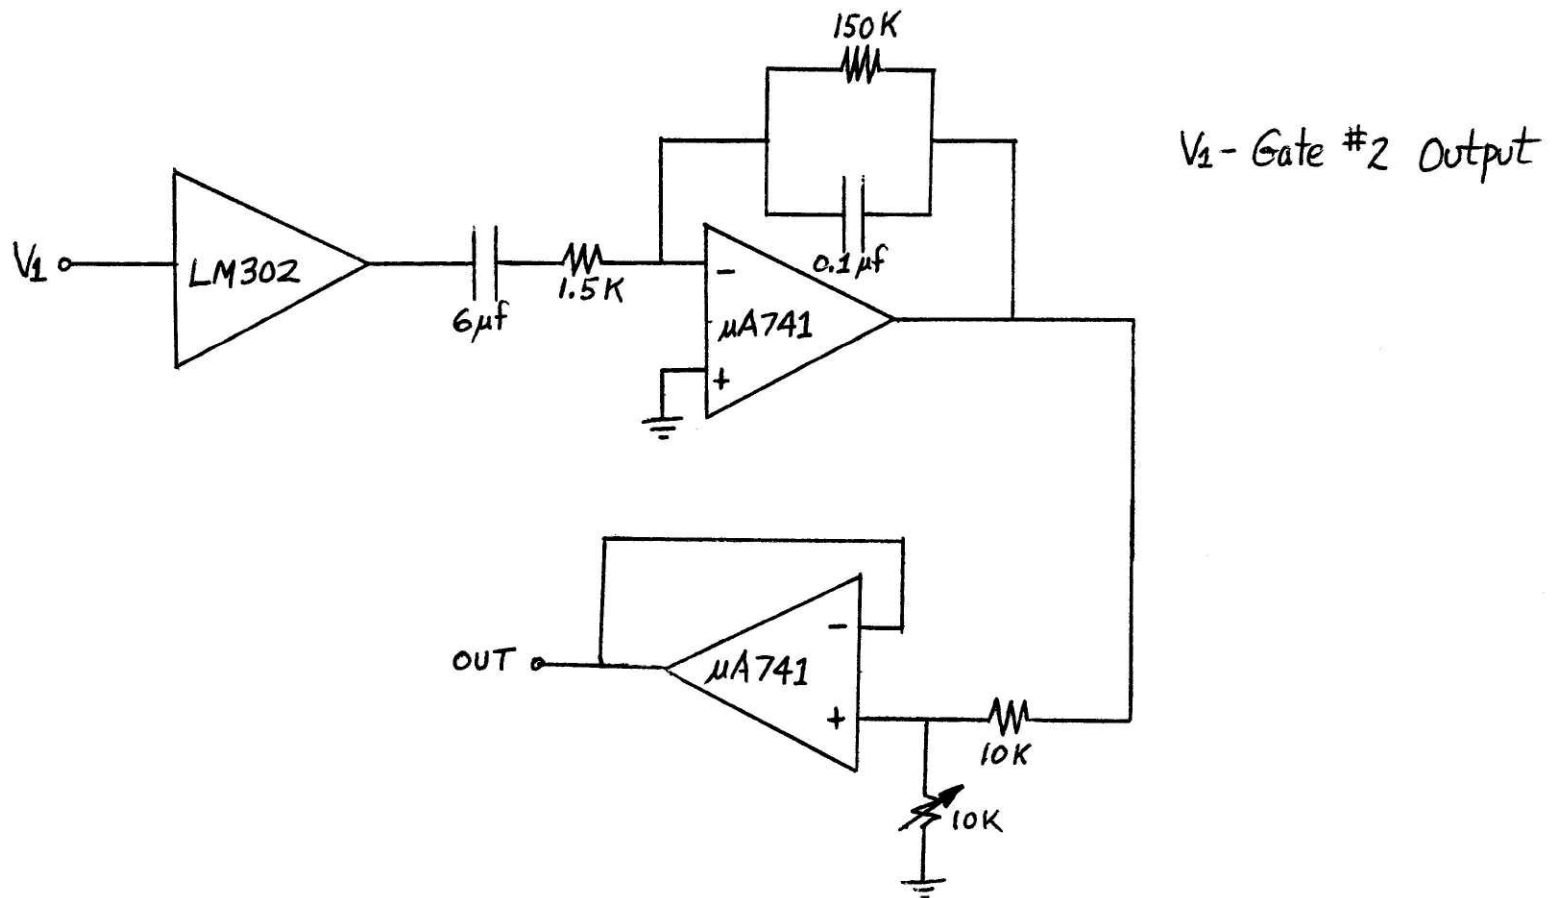 150K
V1 - Gate #2 Output
V1
LM302
6µf
1.5K
0.1µf
-
µA741
+
OUT
-
µA741
+
10K
10K